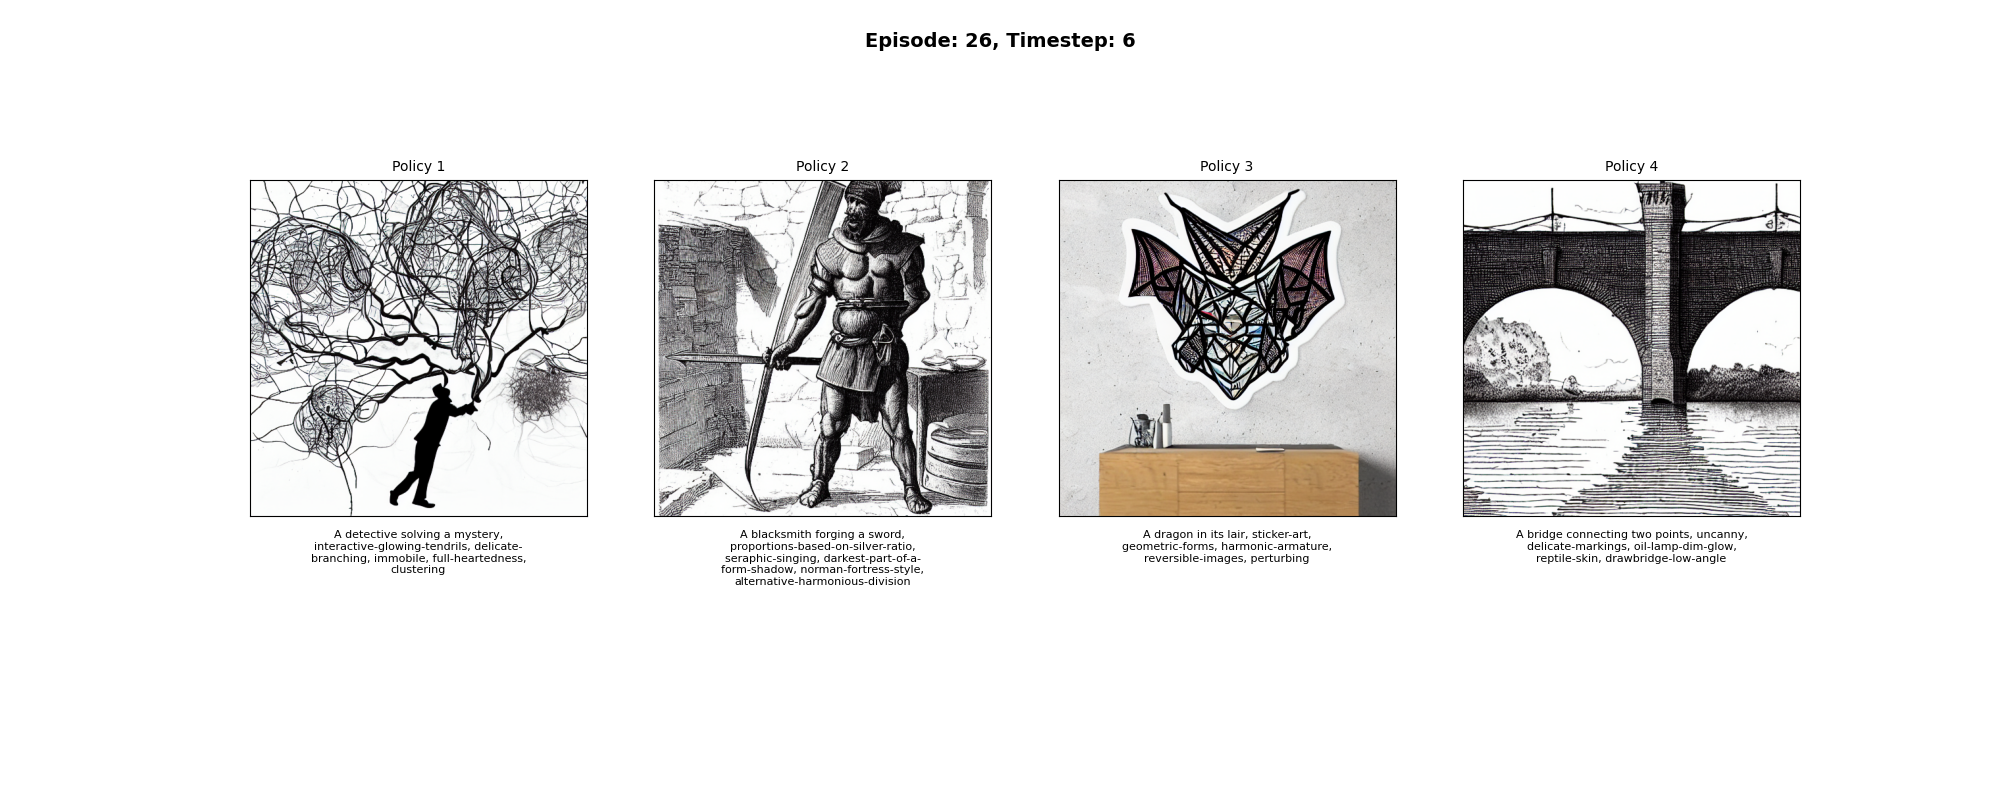 Episode: 26, Timestep: 6
Policy 1
Policy 2
Policy 3
Policy 4
A detective solving a mystery,
interactive-glowing-tendrils, delicate-
branching, immobile, full-heartedness,
clustering
A blacksmith forging a sword,
proportions-based-on-silver-ratio,
seraphic-singing, darkest-part-of-a-
form-shadow, norman-fortress-style,
alternative-harmonious-division
A dragon in its lair, sticker-art,
geometric-forms, harmonic-armature,
reversible-images, perturbing
A bridge connecting two points, uncanny,
delicate-markings, oil-lamp-dim-glow,
reptile-skin, drawbridge-low-angle